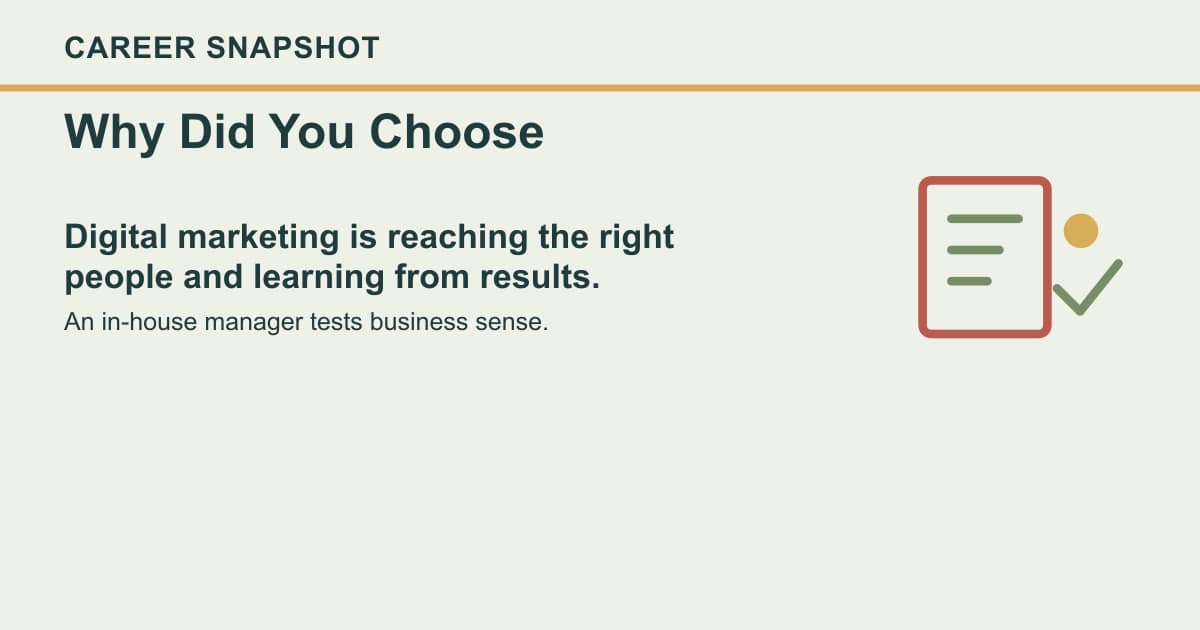 CAREER SNAPSHOT
Why Did You Choose
Digital marketing is reaching the right
people and learning from results.
An in-house manager tests business sense.